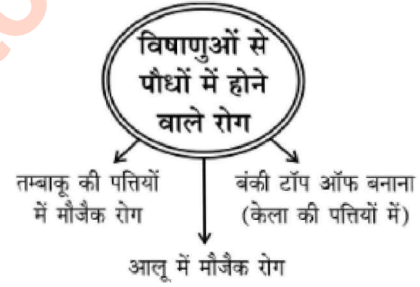 विषाणुओं से
पौधों में होने
वाले रोग
तम्बाकू की पत्तियों
में मौजैक रोग
बंकी टॉप ऑफ बनाना
(केला की पत्तियों में)
आलू में मौजैक रोग